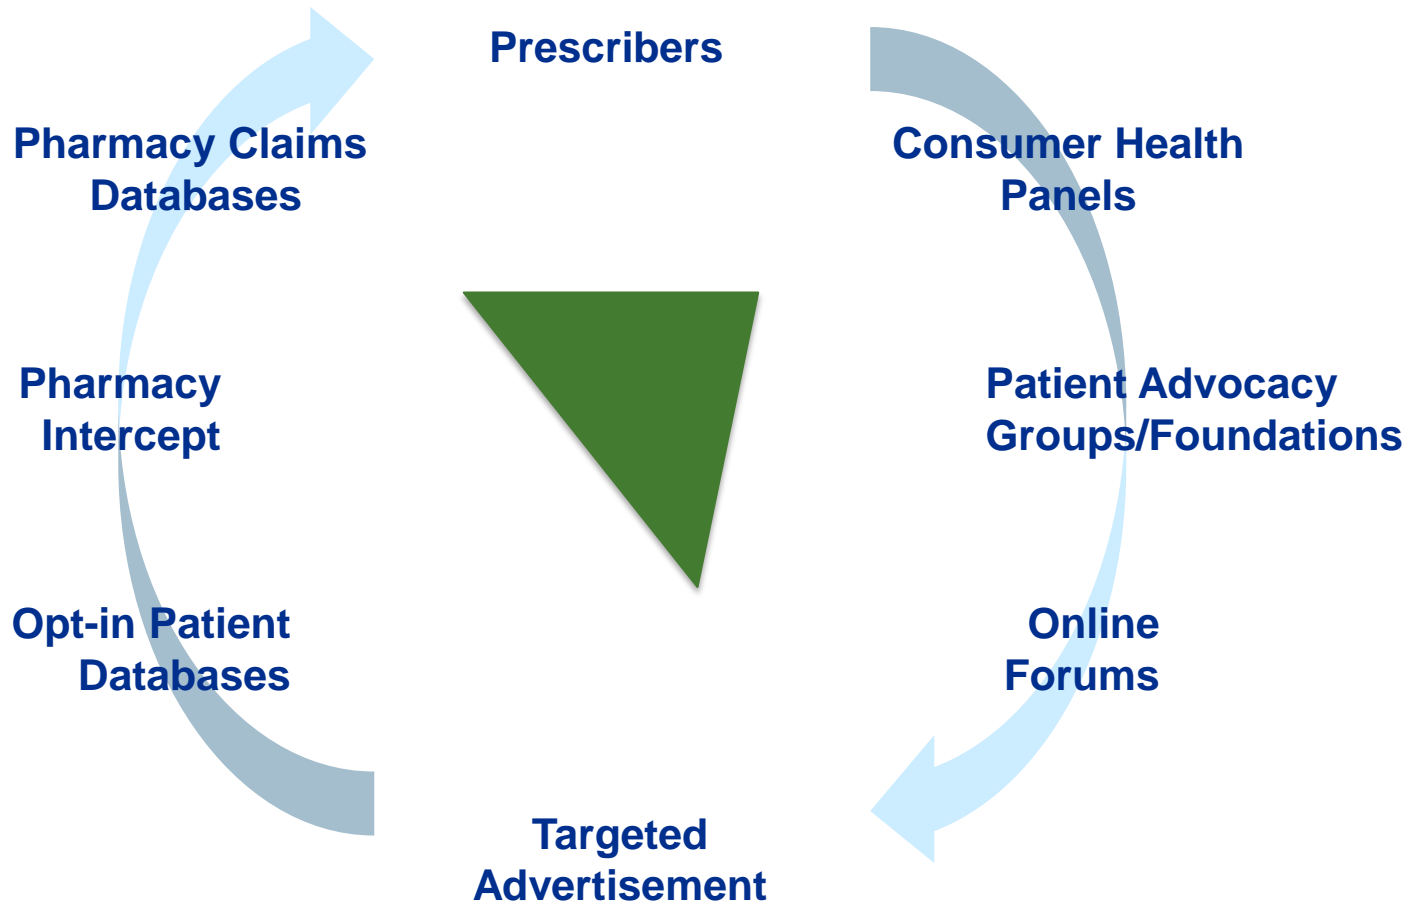 Prescribers
Pharmacy Claims
Databases
Consumer Health
Panels
Pharmacy
Intercept
Patient Advocacy
Groups/Foundations
Opt-in Patient
Databases
Online
Forums
Targeted
Advertisement